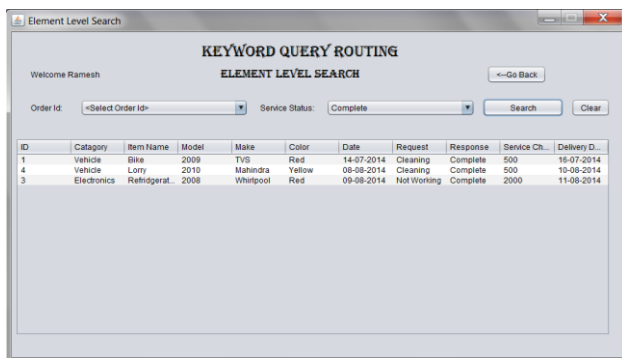 Element Level Search
KEYWORD QUERY ROUTING
Welcome Ramesh ELEMENT LEVEL SEARCH <--Go Back
Order Id: <Select Order Id> Service Status: Complete Search Clear
ID Catagory Item Name Model Make Color Date Request Response Service Ch... Delivery D...
1 Vehicle Bike 2009 TVS Red 14-07-2014 Cleaning Complete 500 16-07-2014
4 Vehicle Lorry 2010 Mahindra Yellow 08-08-2014 Cleaning Complete 500 10-08-2014
3 Electronics Refridgerat... 2008 Whirlpool Red 09-08-2014 Not Working Complete 2000 11-08-2014